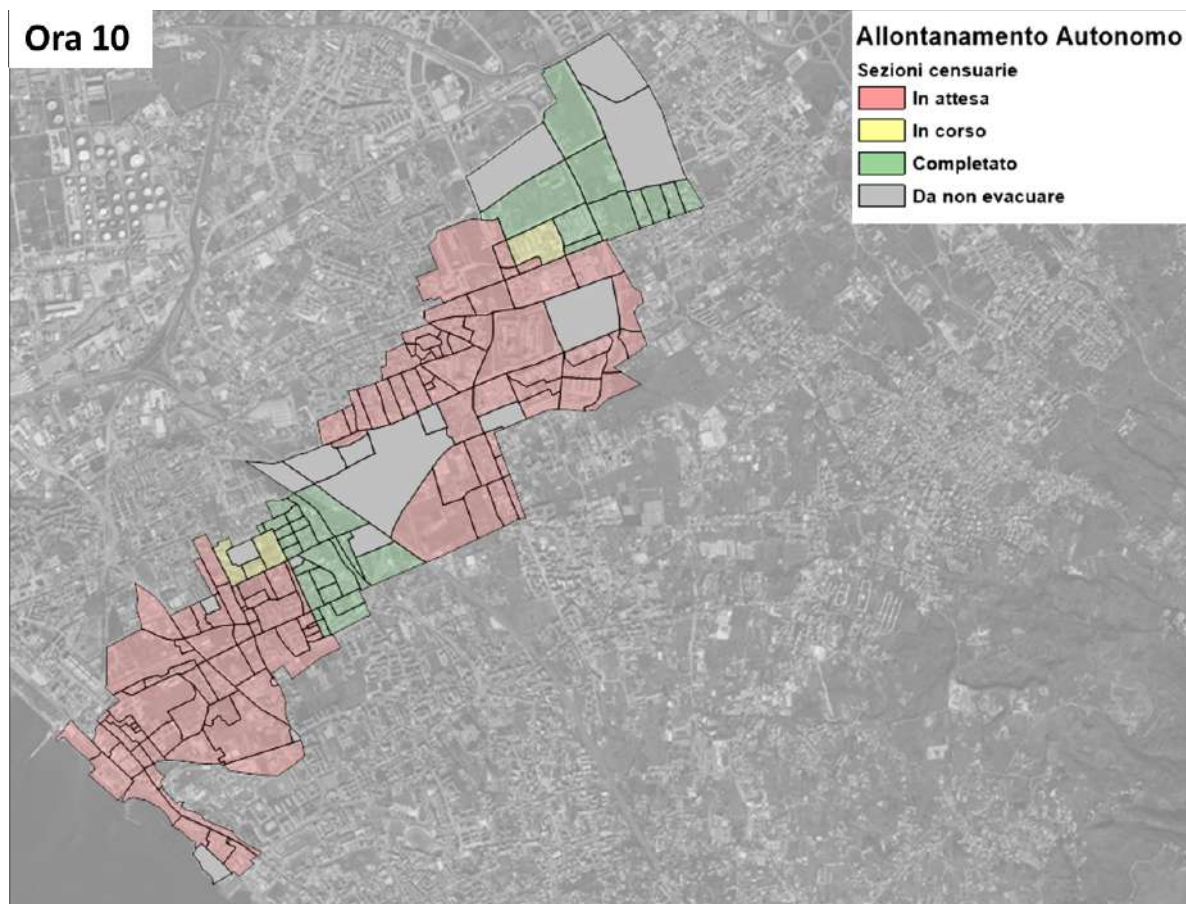 Ora 10
Allontanamento Autonomo
Sezioni censuarie
In attesa
In corso
Completato
Da non evacuare